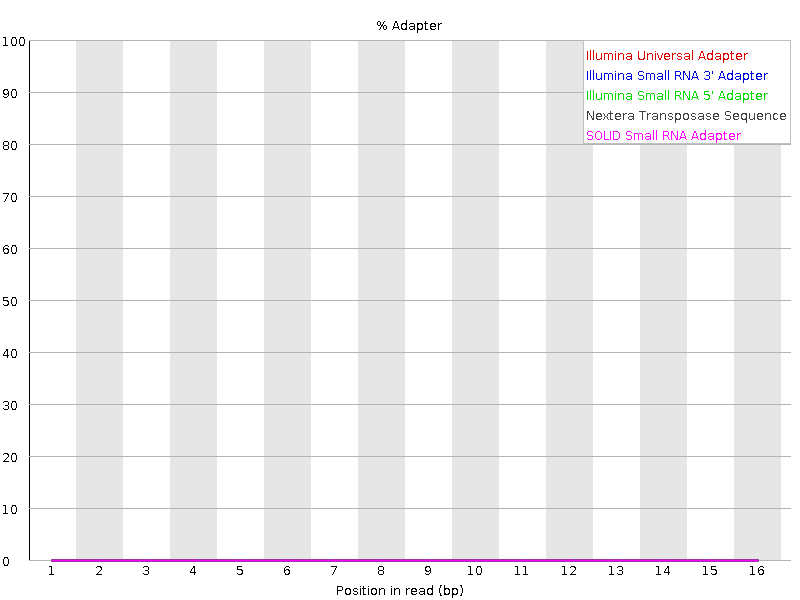 % Adapter
100
90
80
70
60
50
40
30
20
10
0
Illumina Universal Adapter
Illumina Small RNA 3' Adapter
Illumina Small RNA 5' Adapter
Nextera Transposase Sequence
SOLID Small RNA Adapter
1 2 3 4 5 6 7 8 9 10 11 12 13 14 15 16
Position in read (bp)